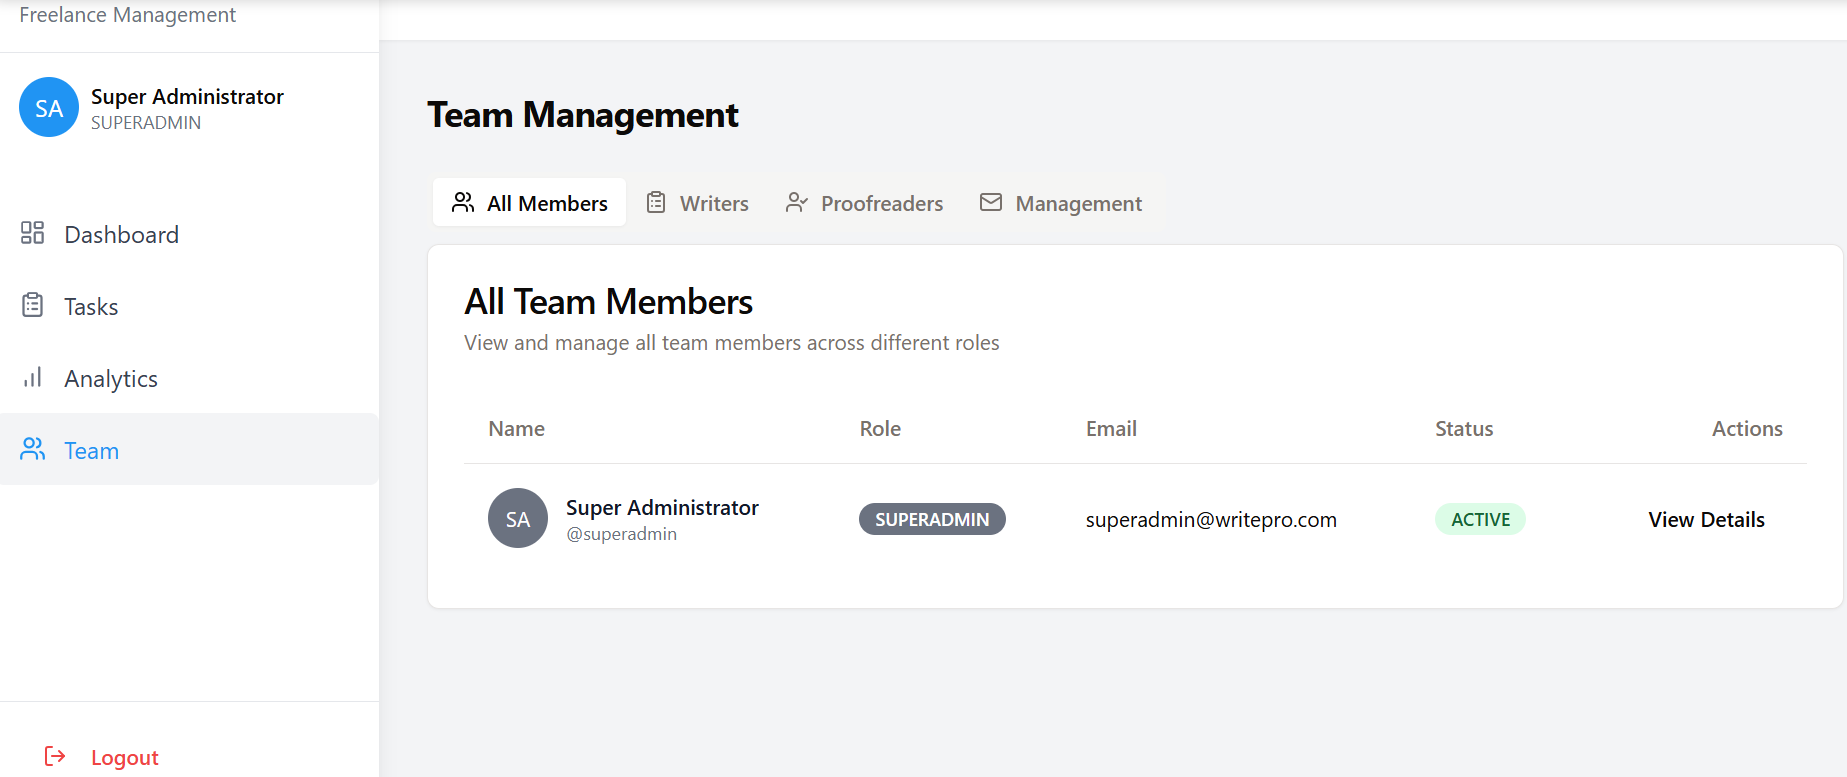 Freelance Management
SA
Super Administrator
SUPERADMIN
Dashboard
Tasks
Analytics
Team
Logout
Team Management
All Members Writers Proofreaders Management
All Team Members
View and manage all team members across different roles
Name Role Email Status Actions
SA
Super Administrator
@superadmin
SUPERADMIN
superadmin@writepro.com
ACTIVE
View Details